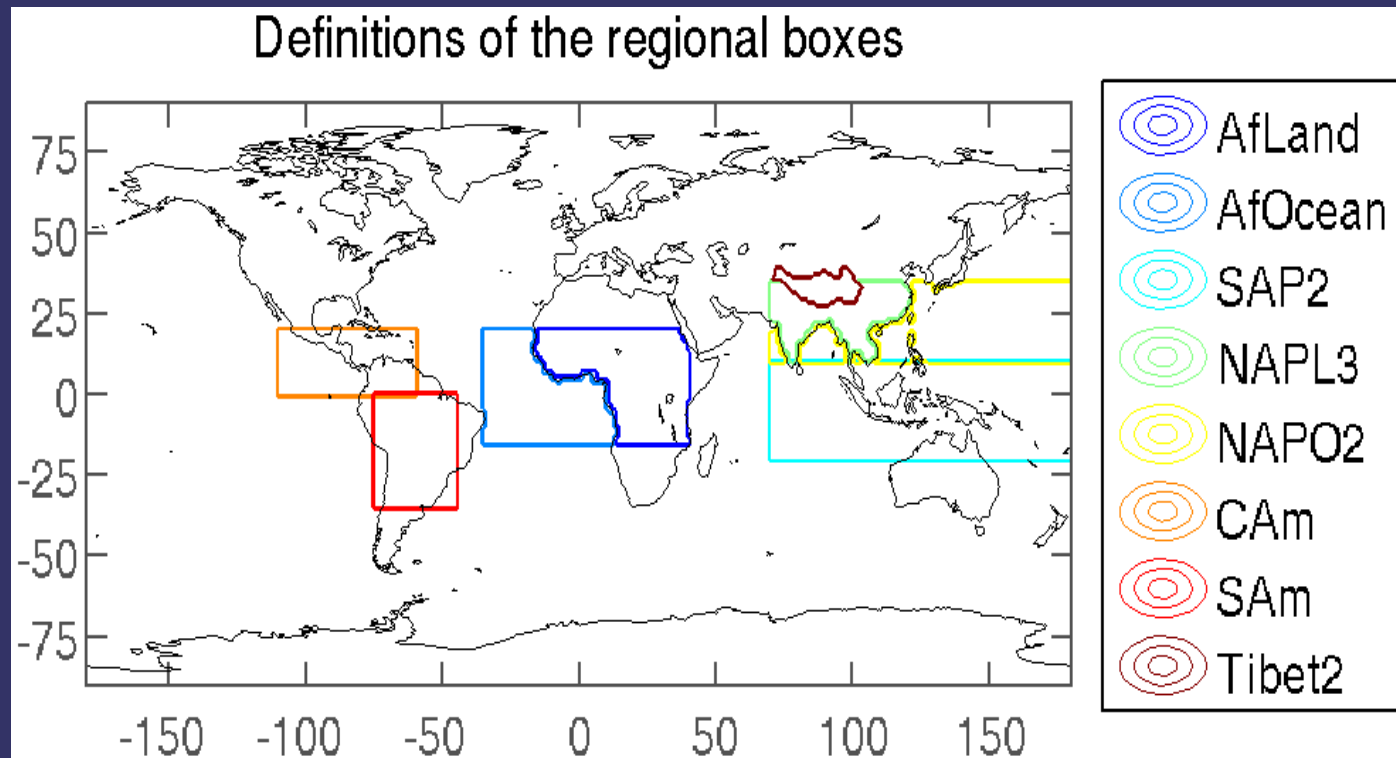 Definitions of the regional boxes
75
50
25
0
-25
-50
-75
-150 -100 -50 0 50 100 150
AfLand
AfOcean
SAP2
NAPL3
NAPO2
CAm
SAm
Tibet2